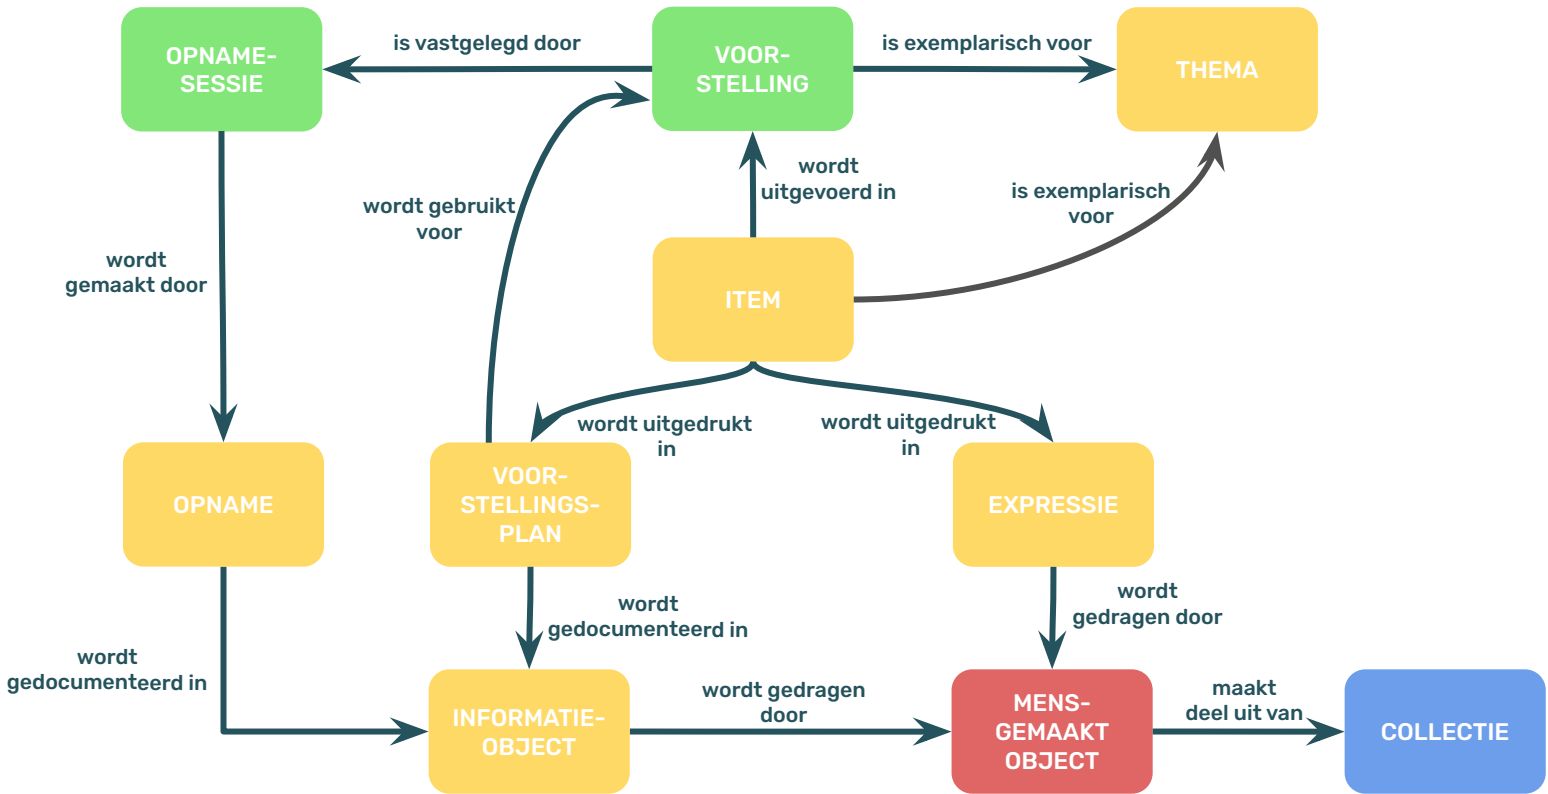 OPNAME-
SESSIE
is vastgelegd door
VOOR-
STELLING
is exemplarisch voor
THEMA
wordt
uitgevoerd in
is exemplarisch
voor
wordt gebruikt
voor
wordt
gemaakt door
ITEM
wordt uitgedrukt
in
wordt uitgedrukt
in
OPNAME
VOOR-
STELLINGS-
PLAN
EXPRESSIE
wordt
gedocumenteerd in
wordt
gedragen door
wordt
gedocumenteerd in
INFORMATIE-
OBJECT
wordt gedragen
door
MENS-
GEMAAKT
OBJECT
maakt
deel uit van
COLLECTIE